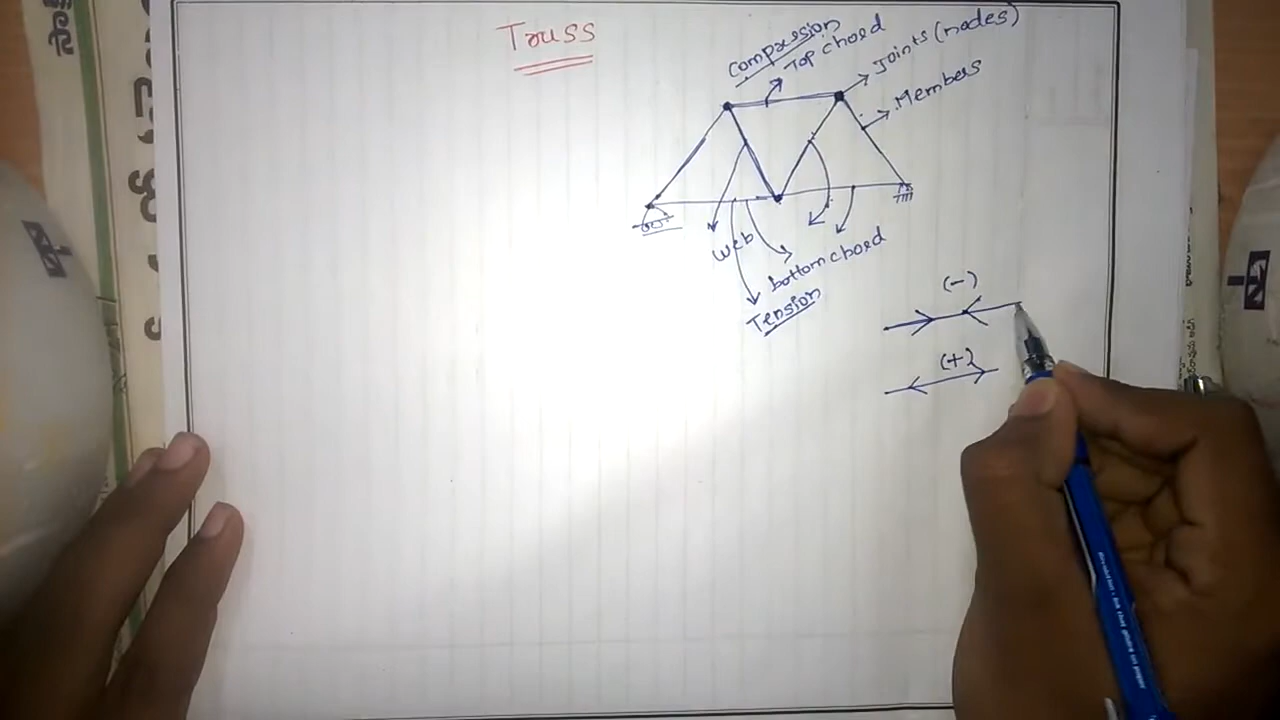 Truss
Compression
Top chord
Joints (nodes)
Members
Web
bottom chord
Tension
(-)
(+)